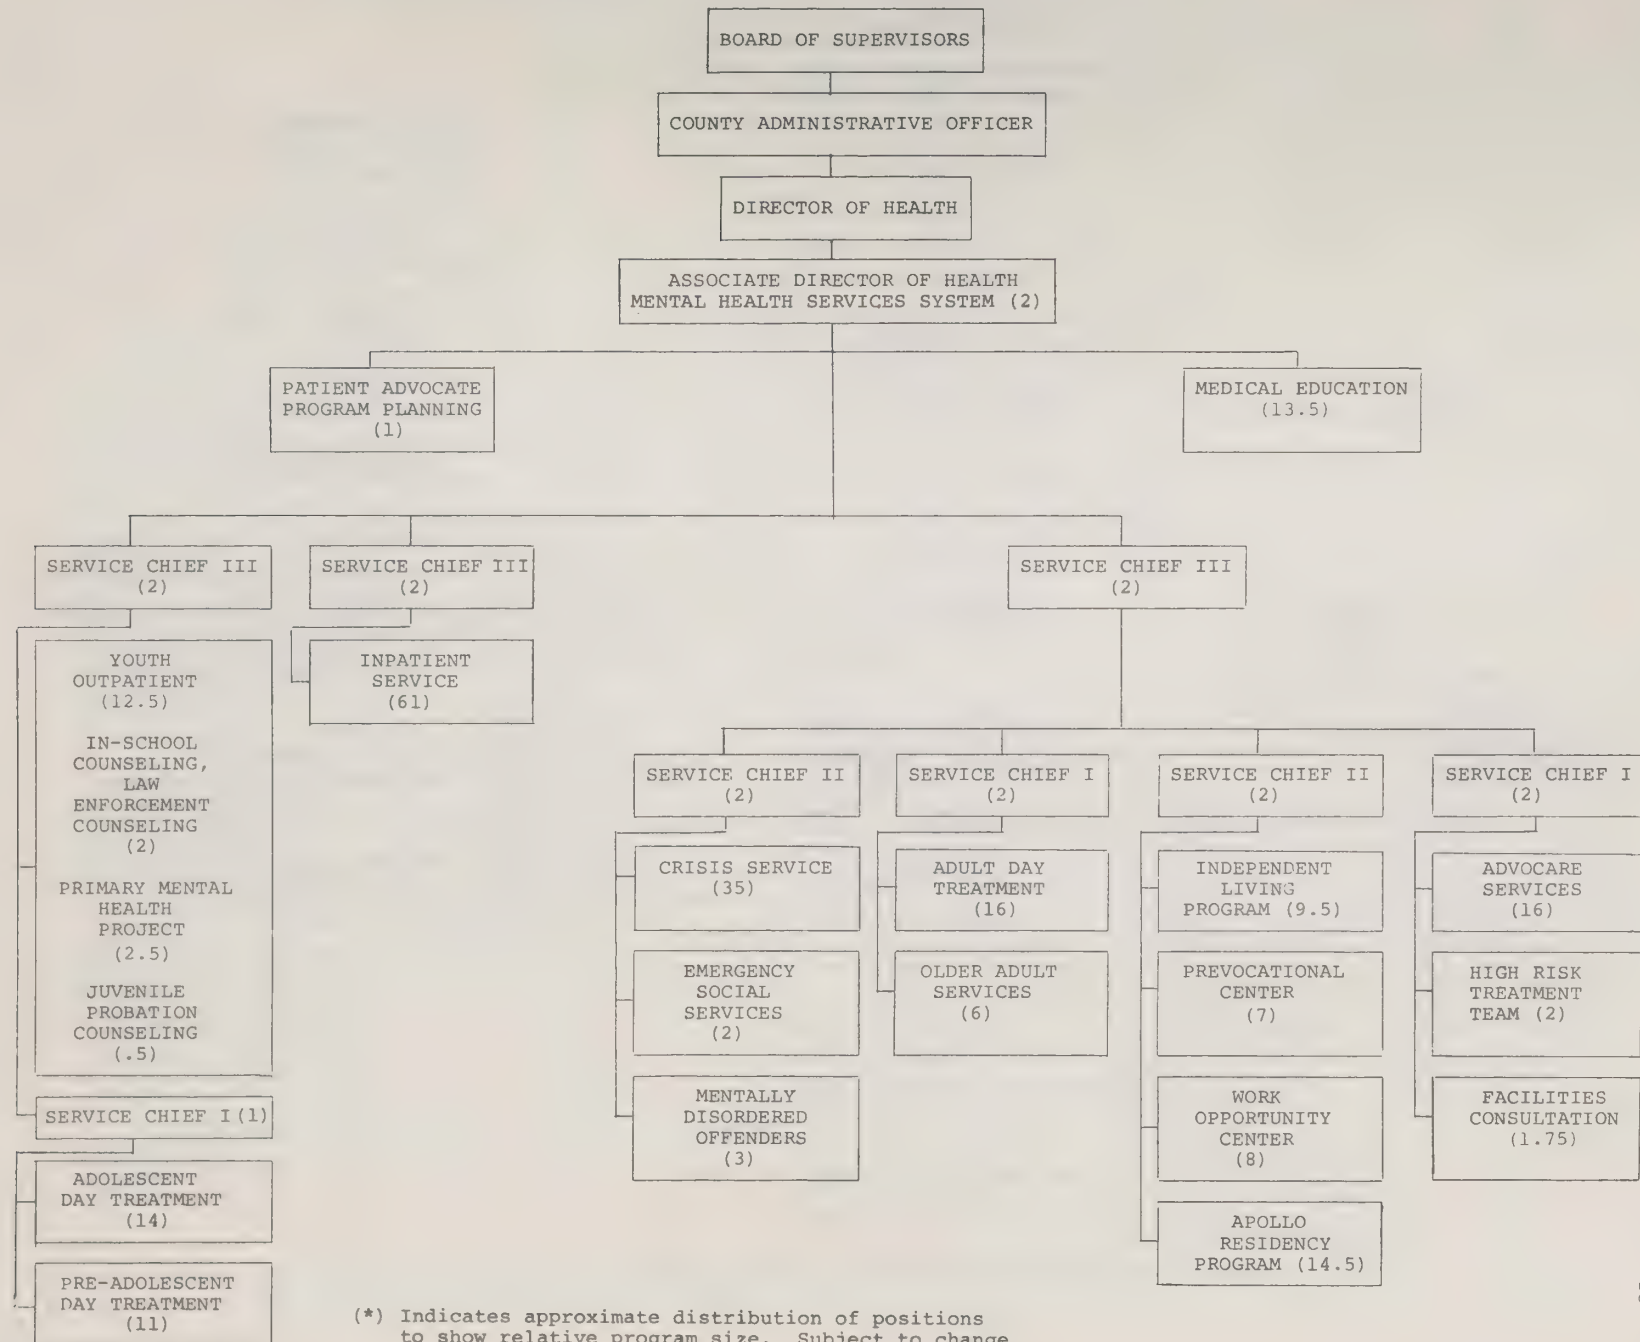 BOARD OF SUPERVISORS
COUNTY ADMINISTRATIVE OFFICER
DIRECTOR OF HEALTH
ASSOCIATE DIRECTOR OF HEALTH
MENTAL HEALTH SERVICES SYSTEM (2)
PATIENT ADVOCATE
PROGRAM PLANNING
(1)
MEDICAL EDUCATION
(13.5)
SERVICE CHIEF III
(2)
SERVICE CHIEF III
(2)
SERVICE CHIEF III
(2)
YOUTH
OUTPATIENT
(12.5)
IN-SCHOOL
COUNSELING,
LAW
ENFORCEMENT
COUNSELING
(2)
PRIMARY MENTAL
HEALTH
PROJECT
(2.5)
JUVENILE
PROBATION
COUNSELING
(.5)
SERVICE CHIEF I (1)
ADOLESCENT
DAY TREATMENT
(14)
PRE-ADOLESCENT
DAY TREATMENT
(11)
INPATIENT
SERVICE
(61)
SERVICE CHIEF II
(2)
CRISIS SERVICE
(35)
EMERGENCY
SOCIAL
SERVICES
(2)
MENTALLY
DISORDERED
OFFENDERS
(3)
SERVICE CHIEF I
(2)
ADULT DAY
TREATMENT
(16)
OLDER ADULT
SERVICES
(6)
SERVICE CHIEF II
(2)
INDEPENDENT
LIVING
PROGRAM (9.5)
PREVOCATIONAL
CENTER
(7)
WORK
OPPORTUNITY
CENTER
(8)
APOLLO
RESIDENCY
PROGRAM (14.5)
SERVICE CHIEF I
(2)
ADVOCARE
SERVICES
(16)
HIGH RISK
TREATMENT
TEAM (2)
FACILITIES
CONSULTATION
(1.75)
(*) Indicates approximate distribution of positions
to show relative program size. Subject to change